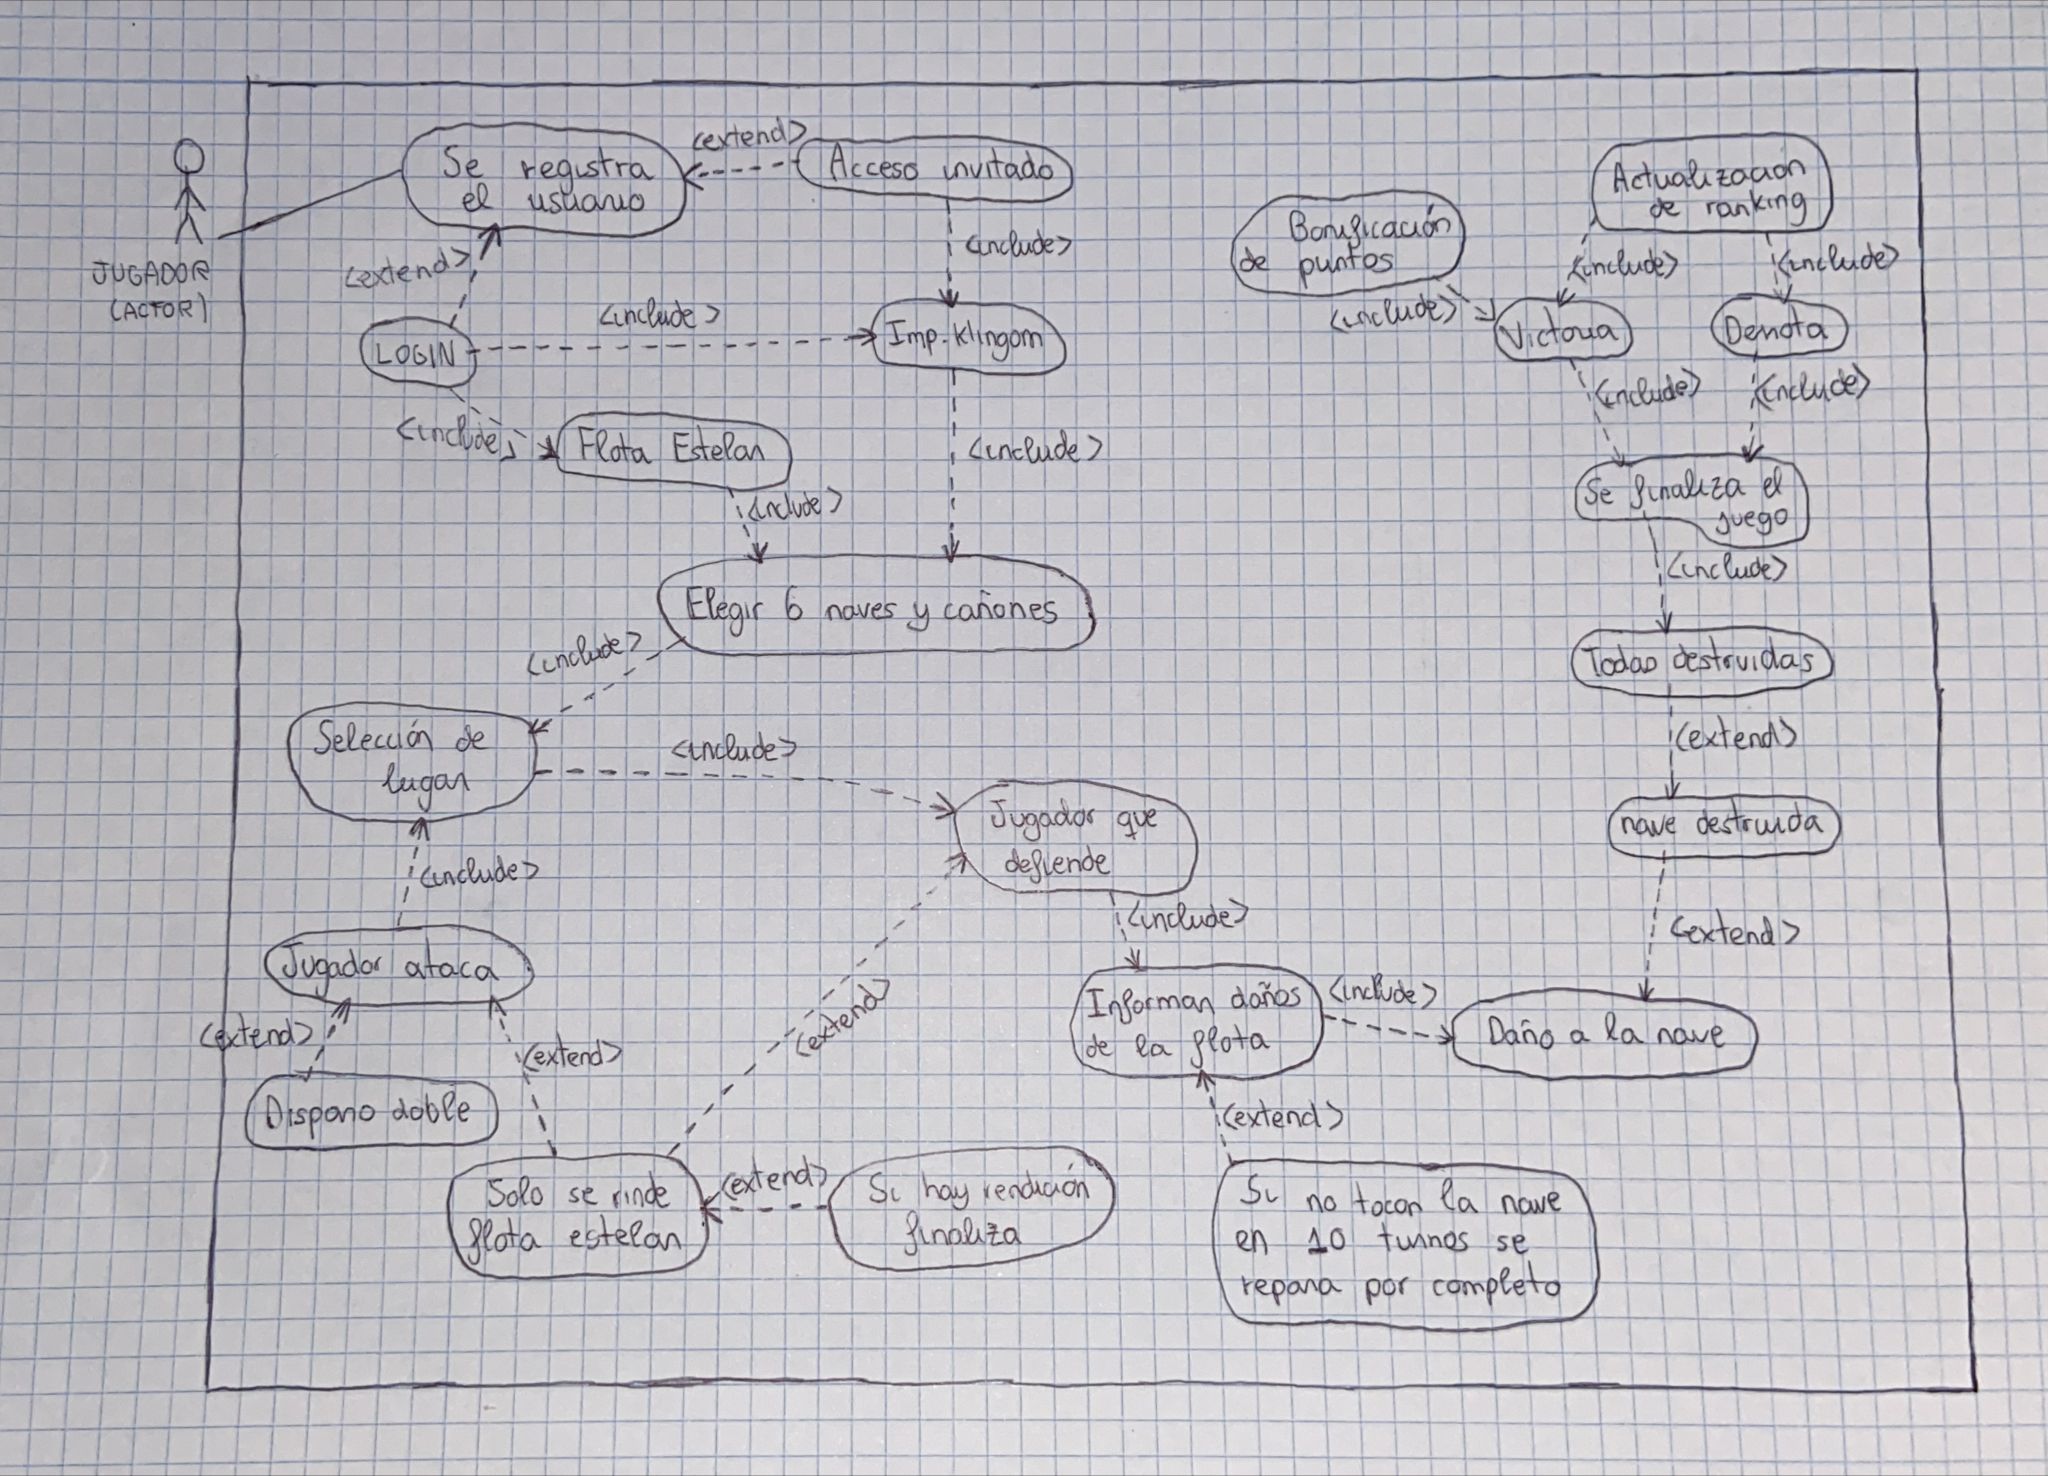 JUGADOR
(ACTOR)
Se registra
el usuario
<extend>
Acceso invitado
<extend>
<include>
LOGIN
<include>
Imp. Klingom
<include>
Flota Estelar
<include>
<include>
Elegir 6 naves y cañones
<include>
Selección de
lugar
<include>
<include>
Jugador que
defiende
Jugador ataca
<extend>
<extend>
<extend>
Disparo doble
Solo se rinde
flota estelar
<extend>
Si hay rendición
finaliza
<include>
Informan daños
de la flota
<include>
Daño a la nave
<extend>
Si no tocan la nave
en 10 turnos se
repara por completo
Bonificación
de puntos
<include>
Actualización
de ranking
<include>
<include>
Victoria
Derrota
<include>
<include>
Se finaliza el
juego
<include>
Todas destruidas
<extend>
nave destruida
<extend>